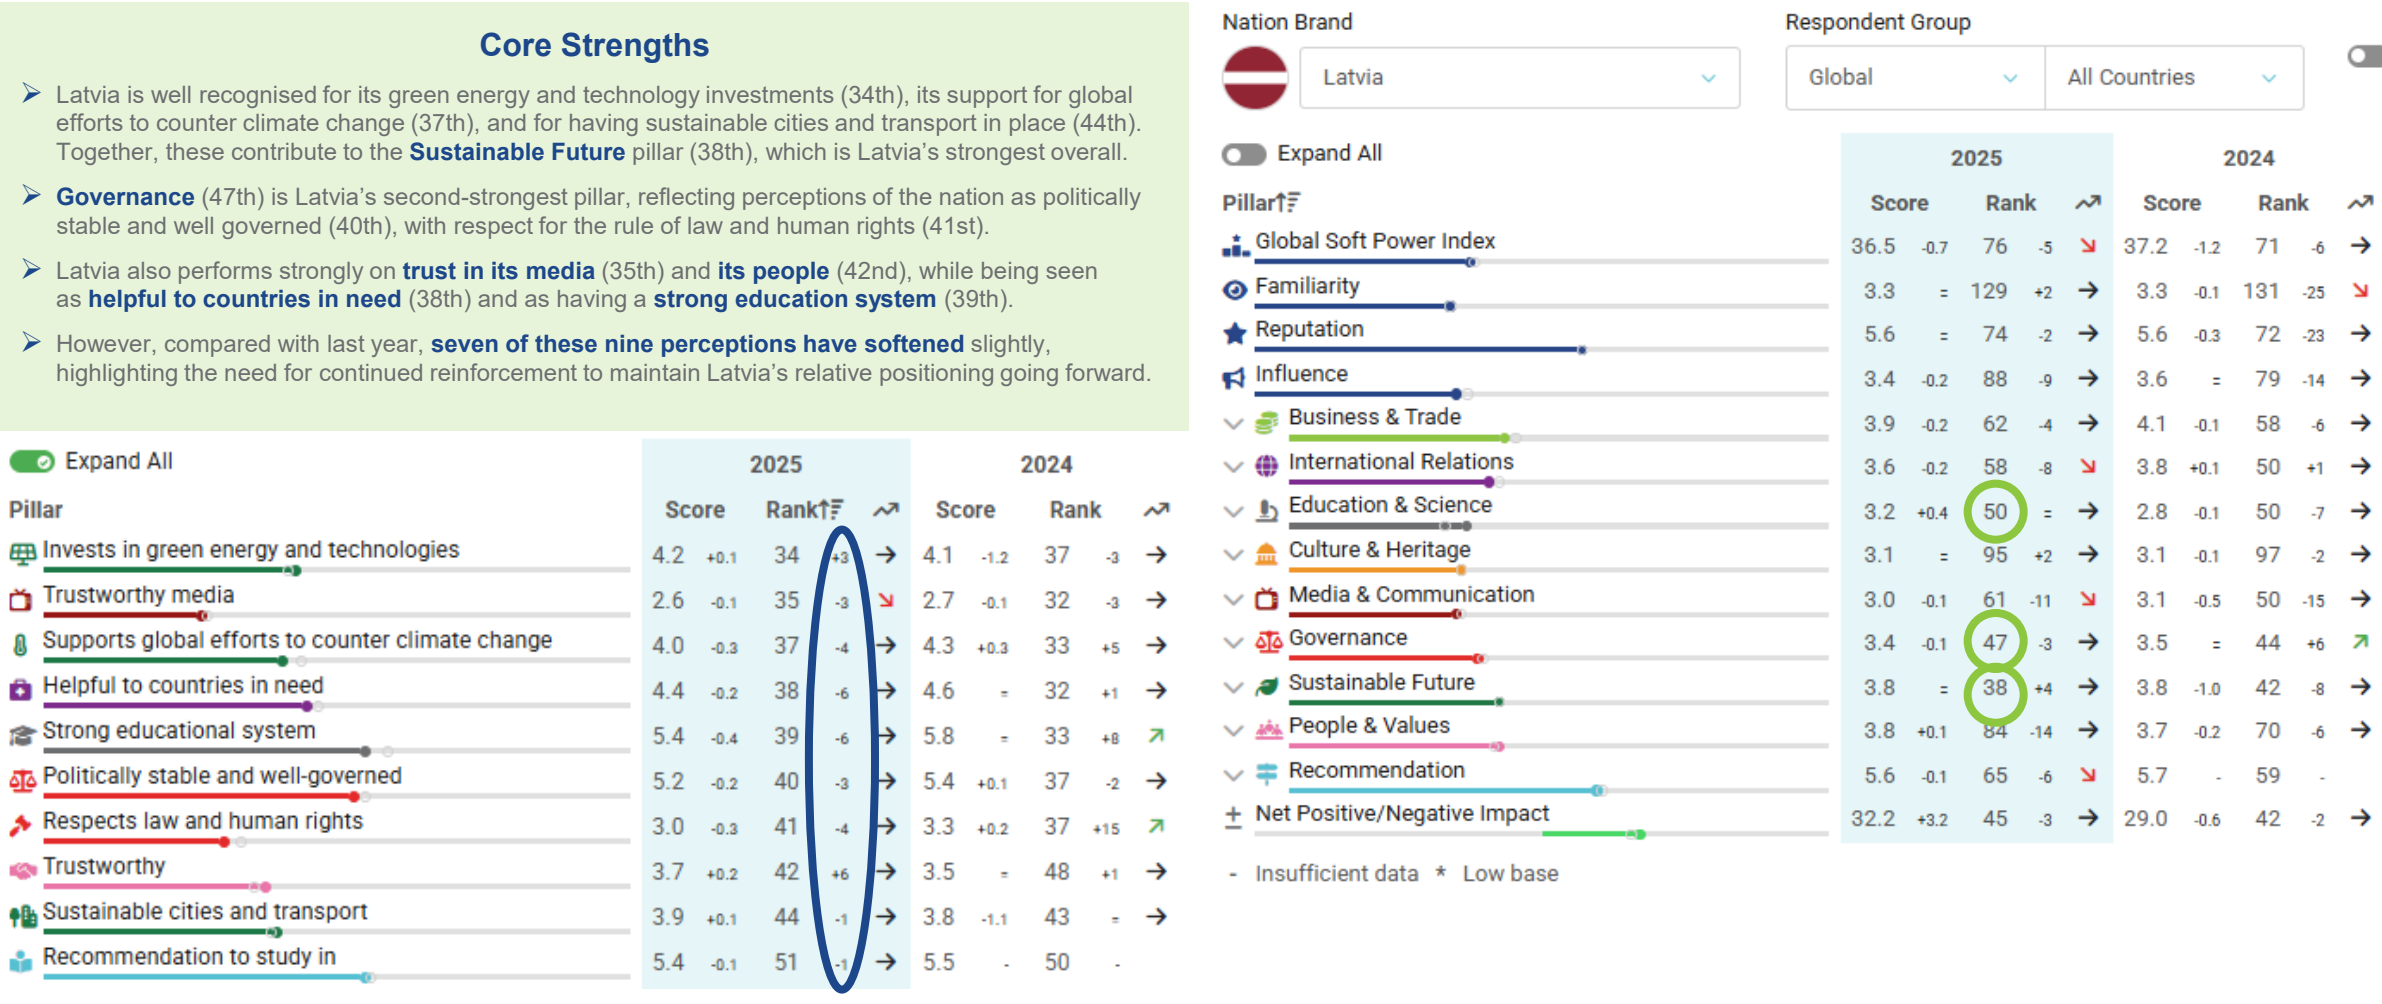 Core Strengths
Latvia is well recognised for its green energy and technology investments (34th), its support for global
efforts to counter climate change (37th), and for having sustainable cities and transport in place (44th).
Together, these contribute to the Sustainable Future pillar (38th), which is Latvia's strongest overall.
Governance (47th) is Latvia's second-strongest pillar, reflecting perceptions of the nation as politically
stable and well governed (40th), with respect for the rule of law and human rights (41st).
Latvia also performs strongly on trust in its media (35th) and its people (42nd), while being seen
as helpful to countries in need (38th) and as having a strong education system (39th).
However, compared with last year, seven of these nine perceptions have softened slightly,
highlighting the need for continued reinforcement to maintain Latvia's relative positioning going forward.
Expand All 2025 2024
Pillar Score Rank Score Rank
Invests in green energy and technologies 4.2 +0.1 34 +3 4.1 -1.2 37 -3
Trustworthy media 2.6 -0.1 35 -3 2.7 -0.1 32 -3
Supports global efforts to counter climate change 4.0 -0.3 37 -4 4.3 +0.3 33 +5
Helpful to countries in need 4.4 -0.2 38 -6 4.6 = 32 +1
Strong educational system 5.4 -0.4 39 -6 5.8 = 33 +8
Politically stable and well-governed 5.2 -0.2 40 -3 5.4 +0.1 37 -2
Respects law and human rights 3.0 -0.3 41 -4 3.3 +0.2 37 +15
Trustworthy 3.7 +0.2 42 +6 3.5 = 48 +1
Sustainable cities and transport 3.9 +0.1 44 -1 3.8 -1.1 43 =
Recommendation to study in 5.4 -0.1 51 -1 5.5 - 50 -
Nation Brand Respondent Group
Latvia Global All Countries
Expand All 2025 2024
Pillar Score Rank Score Rank
Global Soft Power Index 36.5 -0.7 76 -5 37.2 -1.2 71 -6
Familiarity 3.3 = 129 +2 3.3 -0.1 131 -25
Reputation 5.6 = 74 -2 5.6 -0.3 72 -23
Influence 3.4 -0.2 88 -9 3.6 = 79 -14
Business & Trade 3.9 -0.2 62 -4 4.1 -0.1 58 -6
International Relations 3.6 -0.2 58 -8 3.8 +0.1 50 +1
Education & Science 3.2 +0.4 50 = 2.8 -0.1 50 -7
Culture & Heritage 3.1 = 95 +2 3.1 -0.1 97 -2
Media & Communication 3.0 -0.1 61 -11 3.1 -0.5 50 -15
Governance 3.4 -0.1 47 -3 3.5 = 44 +6
Sustainable Future 3.8 = 38 +4 3.8 -1.0 42 -8
People & Values 3.8 +0.1 84 -14 3.7 -0.2 70 -6
Recommendation 5.6 -0.1 65 -6 5.7 - 59 -
Net Positive/Negative Impact 32.2 +3.2 45 -3 29.0 -0.6 42 -2
- Insufficient data * Low base